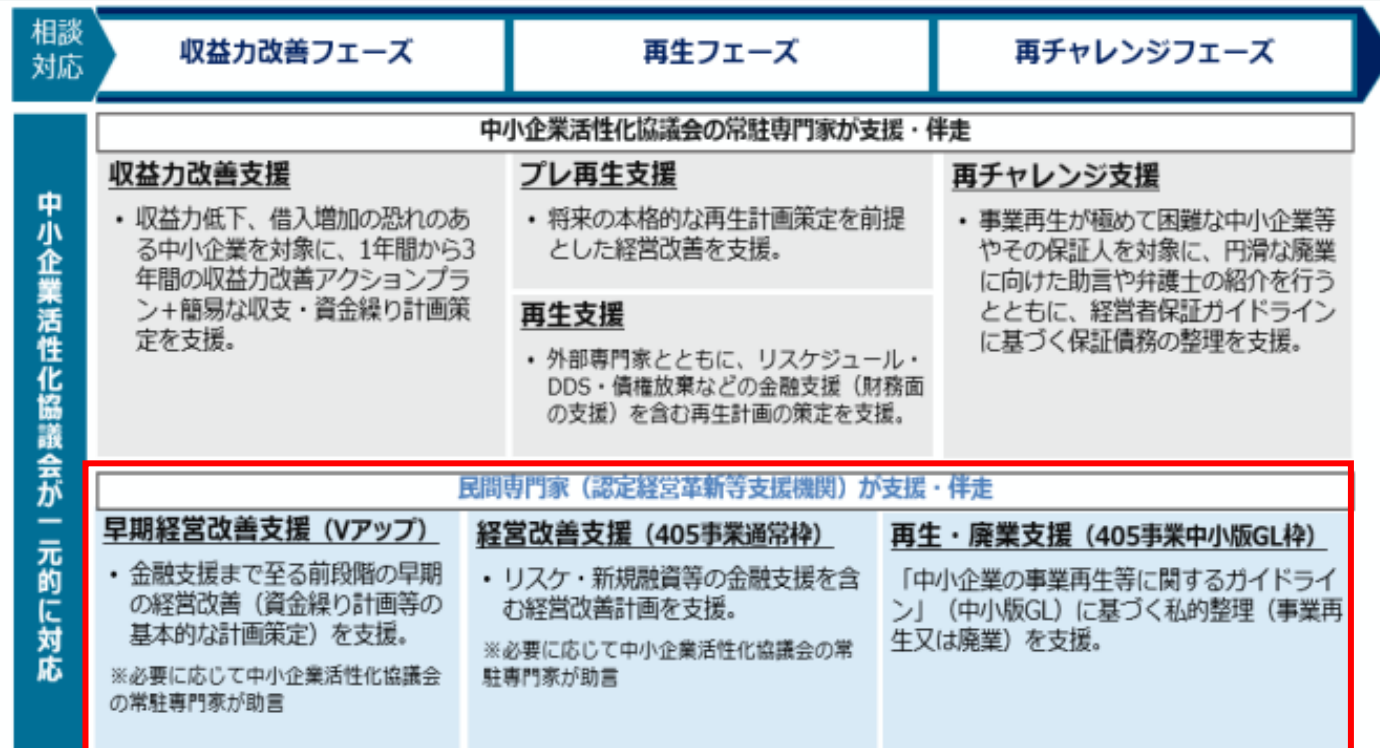 相談
対応
収益力改善フェーズ
再生フェーズ
再チャレンジフェーズ
中小企業活性化協議会が一元的に対応
中小企業活性化協議会の常駐専門家が支援・伴走
収益力改善支援
・ 収益力低下、借入増加の恐れのあ
る中小企業を対象に、1年間から3
年間の収益力改善アクションプラ
ン+簡易な収支・資金繰り計画策
定を支援。
プレ再生支援
・ 将来の本格的な再生計画策定を前提
とした経営改善を支援。
再生支援
・ 外部専門家とともに、リスケジュール・
DDS・債権放棄などの金融支援（財務面
の支援）を含む再生計画の策定を支援。
再チャレンジ支援
・ 事業再生が極めて困難な中小企業等
やその保証人を対象に、円滑な廃業
に向けた助言や弁護士の紹介を行う
とともに、経営者保証ガイドライン
に基づく保証債務の整理を支援。
民間専門家（認定経営革新等支援機関）が支援・伴走
早期経営改善支援（Vアップ）
・ 金融支援まで至る前段階の早期
の経営改善（資金繰り計画等の
基本的な計画策定）を支援。
※必要に応じて中小企業活性化協議会
の常駐専門家が助言
経営改善支援（405事業通常枠）
・ リスケ・新規融資等の金融支援を含
む経営改善計画を支援。
※必要に応じて中小企業活性化協議会の常
駐専門家が助言
再生・廃業支援（405事業中小版GL枠）
「中小企業の事業再生等に関するガイドライ
ン」（中小版GL）に基づく私的整理（事業再
生又は廃業）を支援。